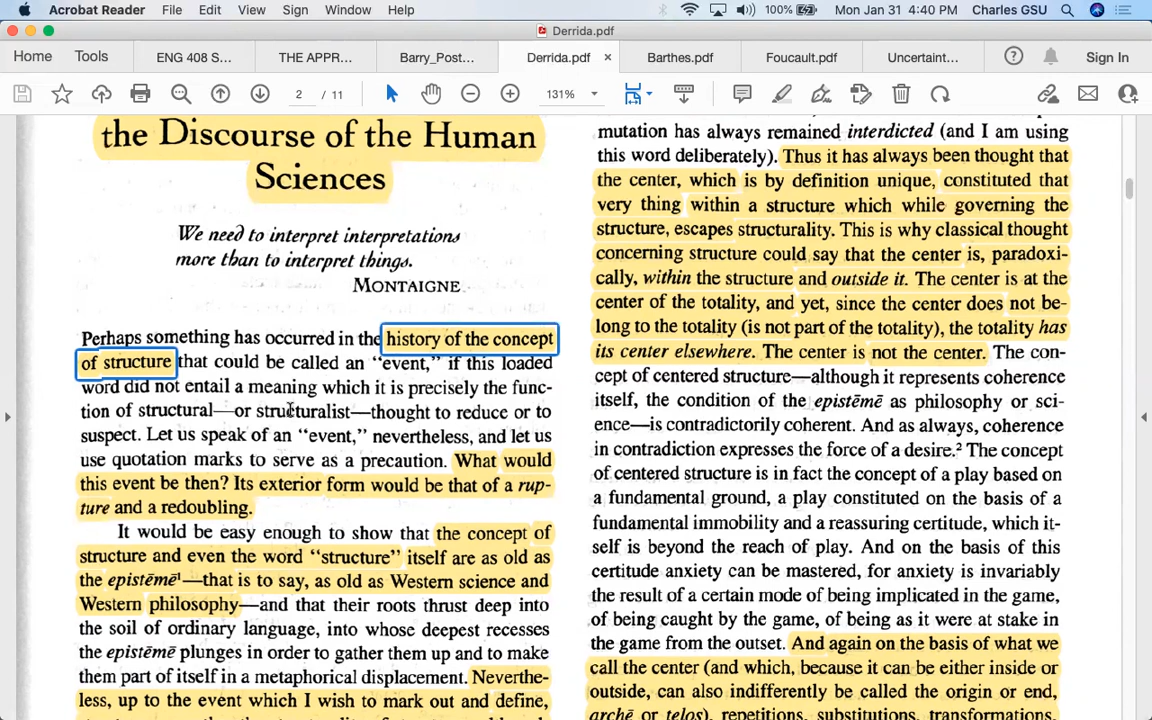 Acrobat Reader File Edit View Sign Window Help 100% Mon Jan 31 4:40 PM Charles GSU
Derrida.pdf
Home Tools ENG 408 S... THE APPR... Barry_Post... Derrida.pdf × Barthes.pdf Foucault.pdf Uncertaint... Sign In
2 / 11 131%
the Discourse of the Human
Sciences
We need to interpret interpretations
more than to interpret things.
MONTAIGNE
Perhaps something has occurred in the history of the concept
of structure that could be called an “event,” if this loaded
word did not entail a meaning which it is precisely the func-
tion of structural—or structuralist—thought to reduce or to
suspect. Let us speak of an “event,” nevertheless, and let us
use quotation marks to serve as a precaution. What would
this event be then? Its exterior form would be that of a rup-
ture and a redoubling.
It would be easy enough to show that the concept of
structure and even the word “structure” itself are as old as
the epistēmē¹—that is to say, as old as Western science and
Western philosophy—and that their roots thrust deep into
the soil of ordinary language, into whose deepest recesses
the epistēmē plunges in order to gather them up and to make
them part of itself in a metaphorical displacement. Neverthe-
less, up to the event which I wish to mark out and define,
mutation has always remained interdicted (and I am using
this word deliberately). Thus it has always been thought that
the center, which is by definition unique, constituted that
very thing within a structure which while governing the
structure, escapes structurality. This is why classical thought
concerning structure could say that the center is, paradoxi-
cally, within the structure and outside it. The center is at the
center of the totality, and yet, since the center does not be-
long to the totality (is not part of the totality), the totality has
its center elsewhere. The center is not the center. The con-
cept of centered structure—although it represents coherence
itself, the condition of the epistēmē as philosophy or sci-
ence—is contradictorily coherent. And as always, coherence
in contradiction expresses the force of a desire.² The concept
of centered structure is in fact the concept of a play based on
a fundamental ground, a play constituted on the basis of a
fundamental immobility and a reassuring certitude, which it-
self is beyond the reach of play. And on the basis of this
certitude anxiety can be mastered, for anxiety is invariably
the result of a certain mode of being implicated in the game,
of being caught by the game, of being as it were at stake in
the game from the outset. And again on the basis of what we
call the center (and which, because it can be either inside or
outside, can also indifferently be called the origin or end,
archē or telos), repetitions, substitutions, transformations,